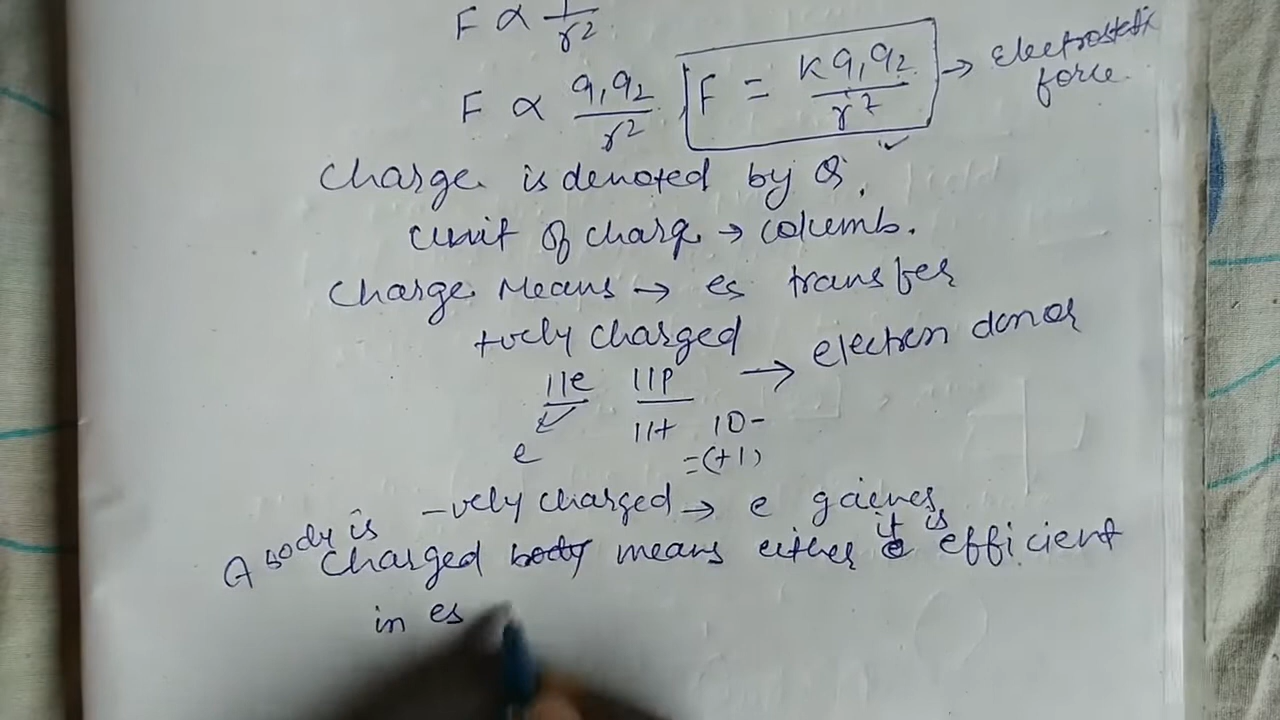 F ∝ 1/r²
F ∝ q₁q₂/r² F = Kq₁q₂/r² → Electrostatic force.
Charge is denoted by Q.
Unit of charge → columb.
Charge Means → es transfer
+vely charged
11e 11p → electron donor
e 11+ 10-
=(+1)
-vely charged → e gaines
A body is charged body means either it is efficient
in es